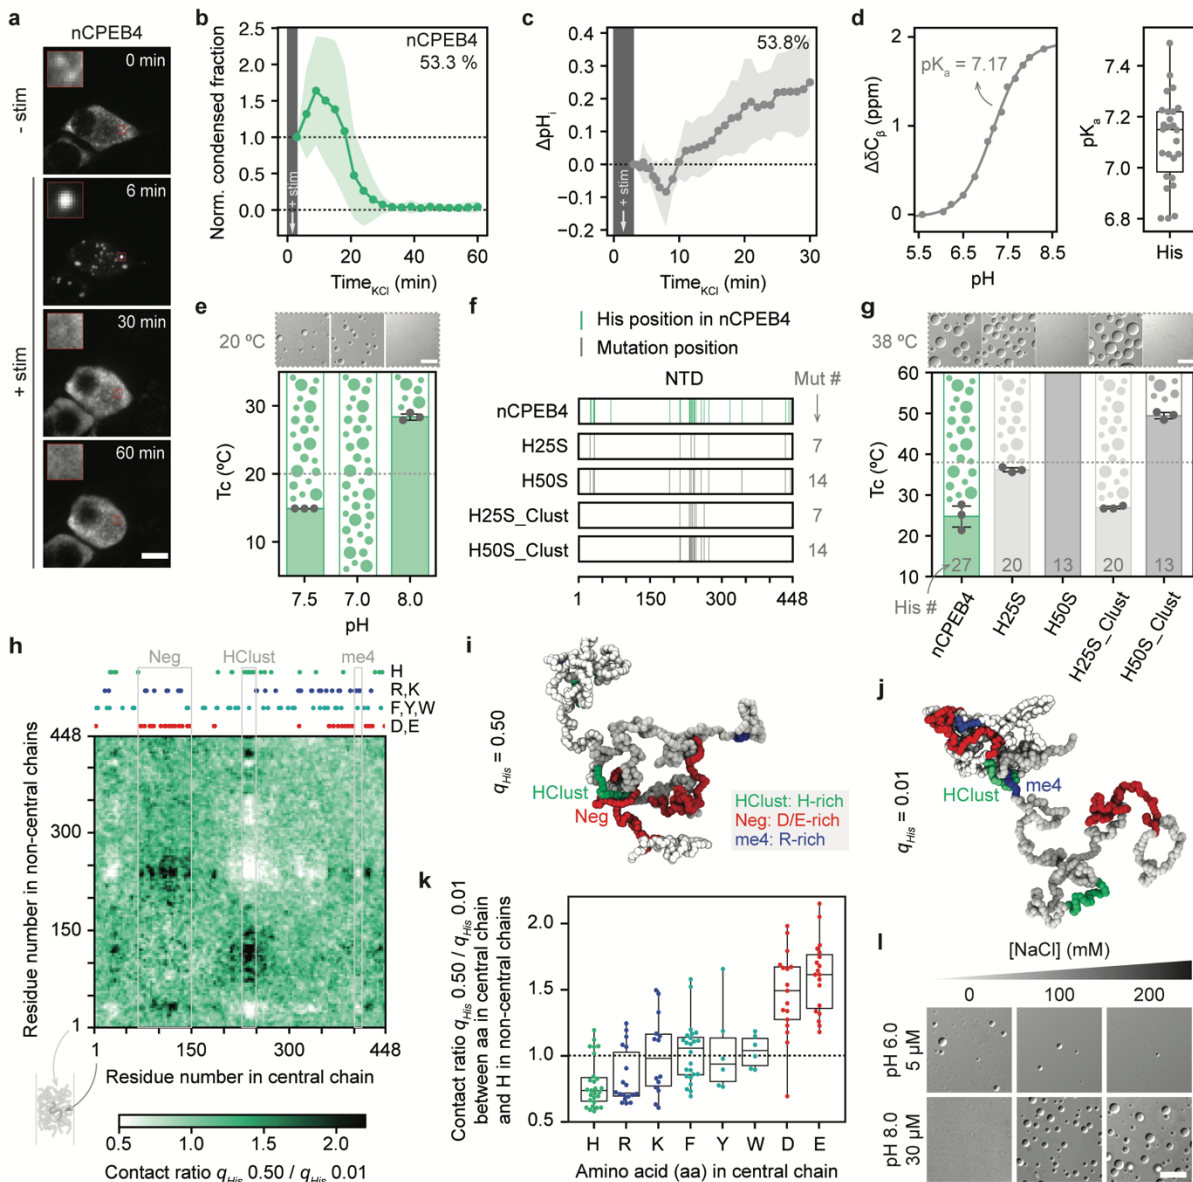 a
nCPEB4
- stim
+ stim
0 min
6 min
30 min
60 min
b
nCPEB4
53.3 %
Norm. condensed fraction
2.5
2.0
1.5
1.0
0.5
0.0
+ stim
0
20
40
60
Time_KCl (min)
c
53.8%
ΔpH_i
0.4
0.3
0.2
0.1
0.0
−0.1
−0.2
+ stim
0
10
20
30
Time_KCl (min)
d
ΔδC_β (ppm)
2
1
0
pK_a = 7.17
5.5
6.5
7.5
8.5
pH
pK_a
7.4
7.2
7.0
6.8
His
e
20 ºC
Tc (ºC)
30
20
10
7.5
7.0
8.0
pH
f
His position in nCPEB4
Mutation position
NTD
Mut #
nCPEB4
H25S
7
H50S
14
H25S_Clust
7
H50S_Clust
14
1
150
300
448
g
38 ºC
Tc (ºC)
60
50
40
30
20
10
27
20
13
20
13
His #
nCPEB4
H25S
H50S
H25S_Clust
H50S_Clust
h
Neg
HClust
me4
H
R,K
F,Y,W
D,E
Residue number in non-central chains
448
300
150
1
1
150
300
448
Residue number in central chain
0.5
1.0
1.5
2.0
Contact ratio q_His 0.50 / q_His 0.01
i
q_His = 0.50
HClust
Neg
HClust: H-rich
Neg: D/E-rich
me4: R-rich
j
q_His = 0.01
HClust
me4
k
Contact ratio q_His 0.50 / q_His 0.01
between aa in central chain
and H in non-central chains
2.0
1.5
1.0
0.5
H
R
K
F
Y
W
D
E
Amino acid (aa) in central chain
l
[NaCl] (mM)
0
100
200
pH 6.0
5 µM
pH 8.0
30 µM